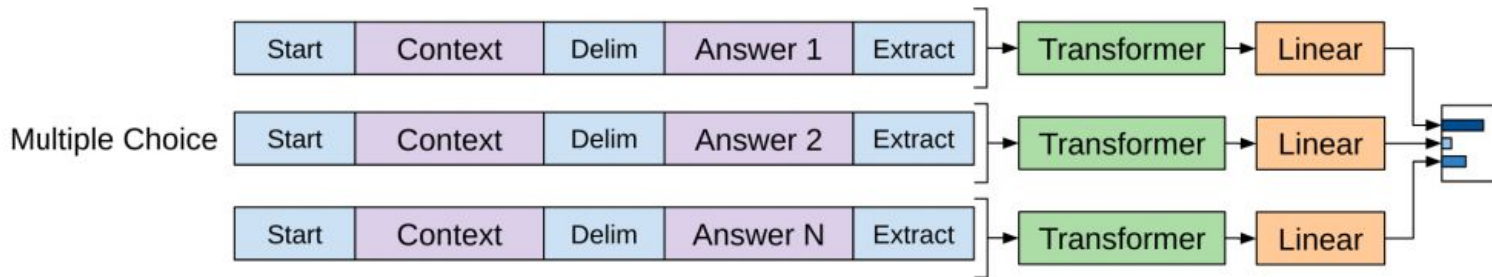 Start Context Delim Answer 1 Extract Transformer Linear
Multiple Choice Start Context Delim Answer 2 Extract Transformer Linear
Start Context Delim Answer N Extract Transformer Linear